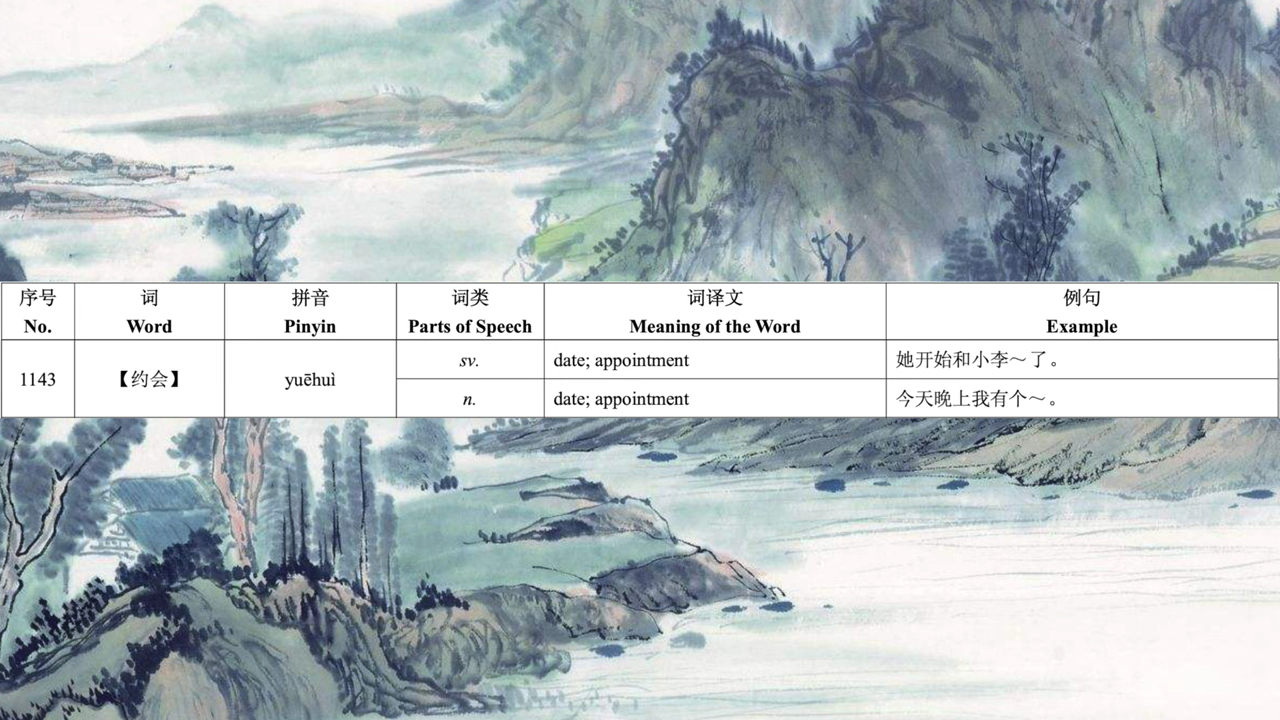 序号 词 拼音 词类 词译文 例句
No. Word Pinyin Parts of Speech Meaning of the Word Example
1143 【约会】 yuēhuì sv. date; appointment 她开始和小李～了。
n. date; appointment 今天晚上我有个～。